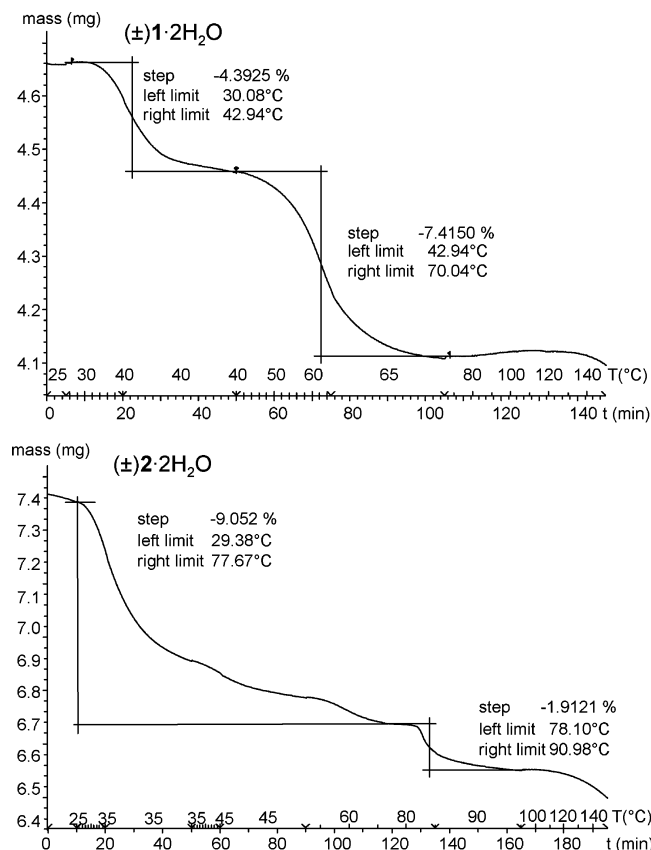 mass (mg)
(±)1·2H₂O
step -4.3925 %
left limit 30.08°C
right limit 42.94°C
4.6
4.5
4.4
step -7.4150 %
left limit 42.94°C
right limit 70.04°C
4.3
4.2
4.1
25 30 40 40 40 60 65 80 100 120 140 T(°C)
0 20 40 60 80 100 120 140 t (min)
mass (mg)
(±)2·2H₂O
7.4
step -9.052 %
left limit 29.38°C
right limit 77.67°C
7.3
7.2
7.1
7.0
6.9
6.8
step -1.9121 %
left limit 78.10°C
right limit 90.98°C
6.7
6.6
6.5
6.4
25 35 35 35 45 45 60 80 90 100 120 140 T(°C)
0 20 40 60 80 100 120 140 160 180 t (min)